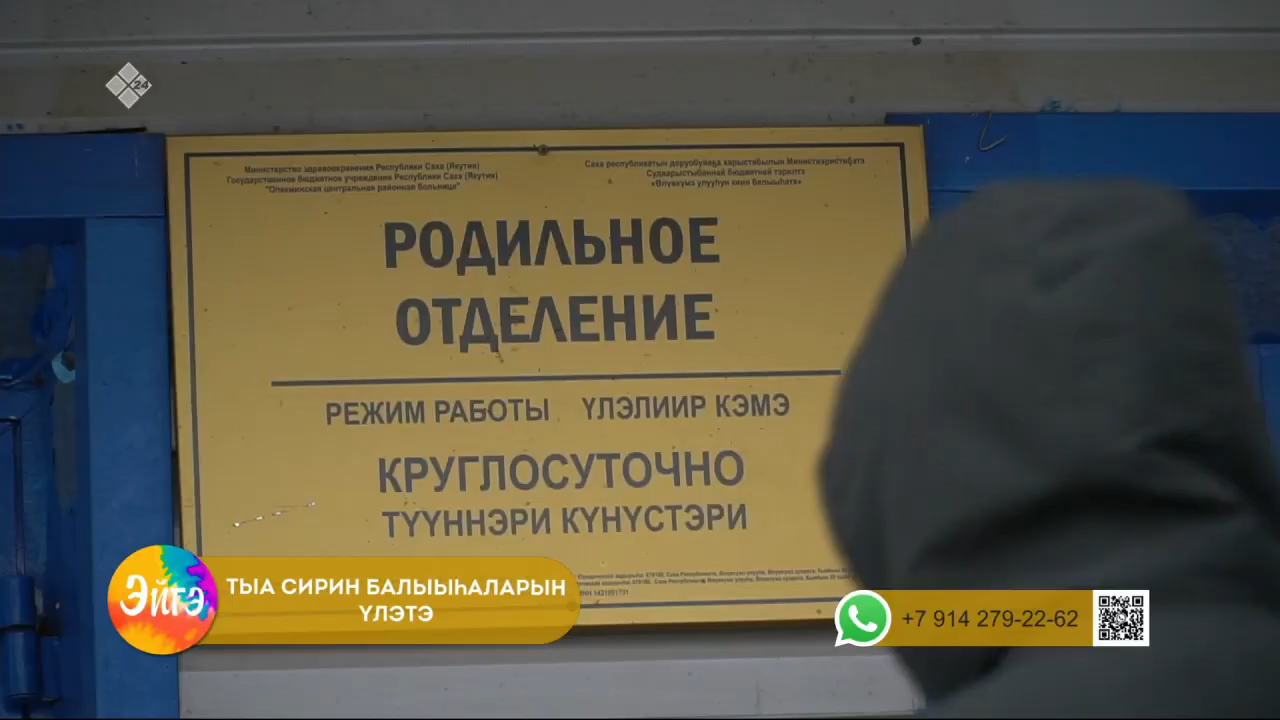 24
Министерство здравоохранения Республики Саха (Якутия)
Государственное бюджетное учреждение Республики Саха (Якутия)
"Олекминская центральная районная больница"
Саха республикатын доруобуйаҕа харыстабылын Министиэристибэтэ
Судаарыстыбаннай бюджетнай тэрилтэ
«Өлүөхүмэ улууһун киин балыыһата»
РОДИЛЬНОЕ
ОТДЕЛЕНИЕ
РЕЖИМ РАБОТЫ ҮЛЭЛИИР КЭМЭ
КРУГЛОСУТОЧНО
ТҮҮННЭРИ КҮНҮСТЭРИ
ЭЙГЭ
ТЫА СИРИН БАЛЫЫҺАЛАРЫН
ҮЛЭТЭ
+7 914 279-22-62